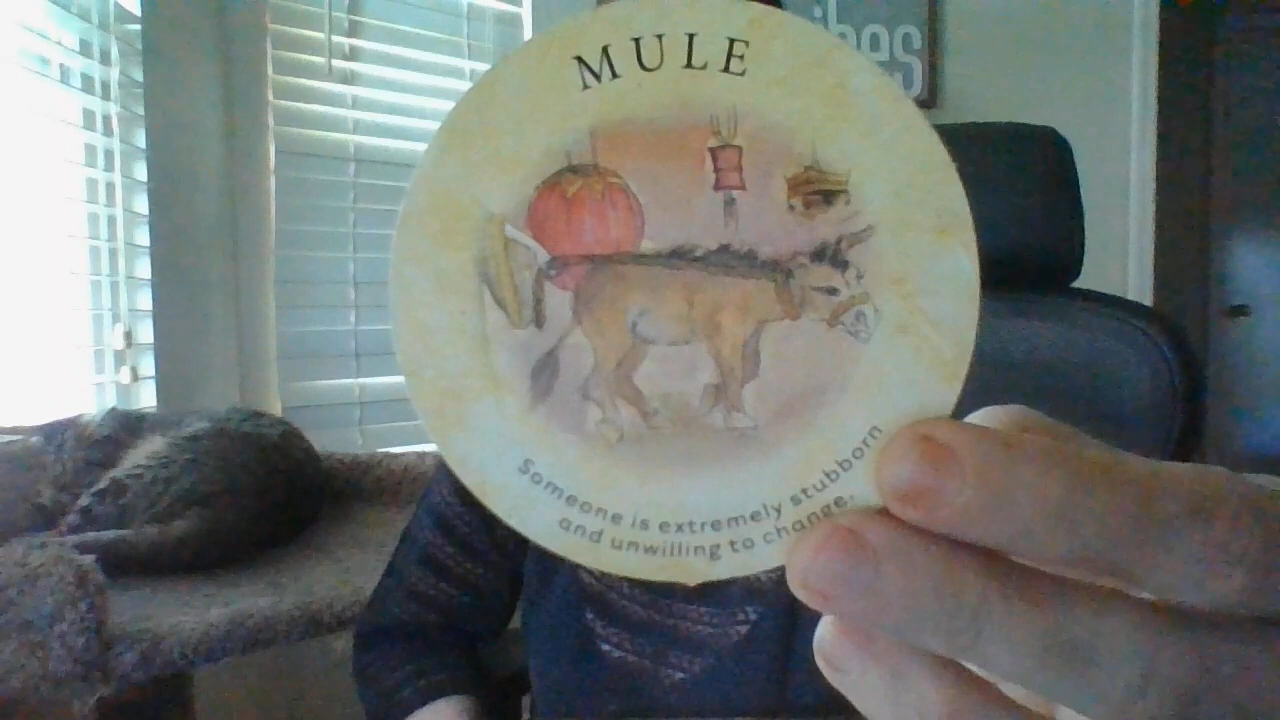 MULE
Someone is extremely stubborn
and unwilling to change.